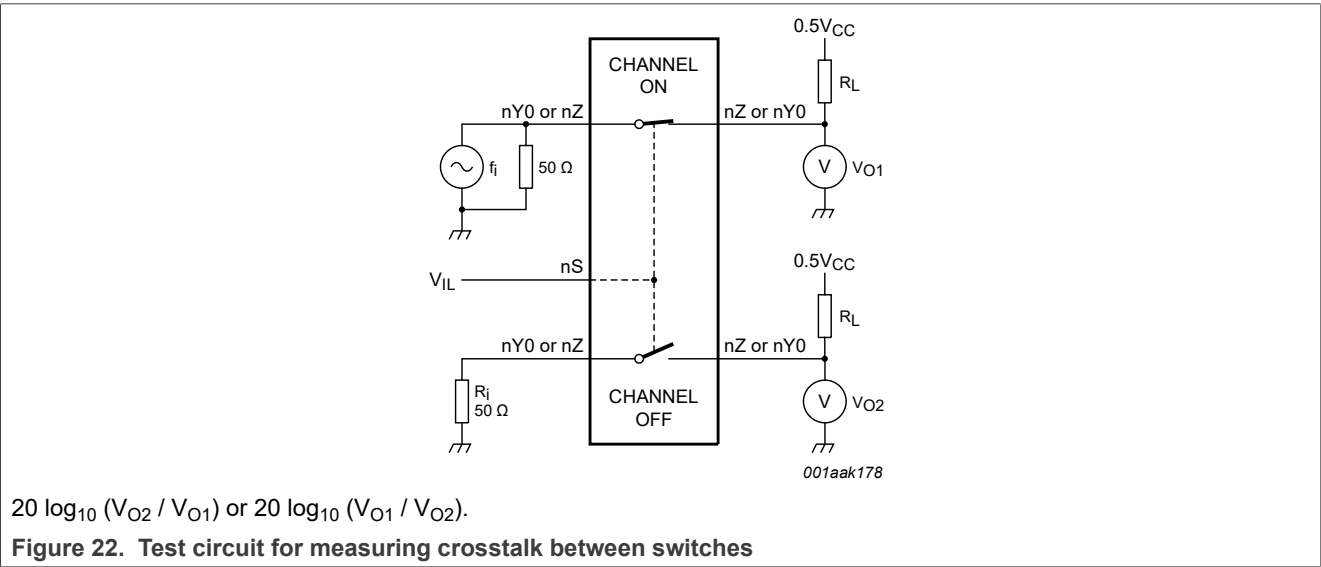 0.5VCC
CHANNEL
ON
RL
nY0 or nZ
nZ or nY0
fi
50 Ω
V
VO1
0.5VCC
nS
VIL
RL
nY0 or nZ
nZ or nY0
Ri
50 Ω
CHANNEL
OFF
V
VO2
001aak178
20 log10 (VO2 / VO1) or 20 log10 (VO1 / VO2).
Figure 22. Test circuit for measuring crosstalk between switches